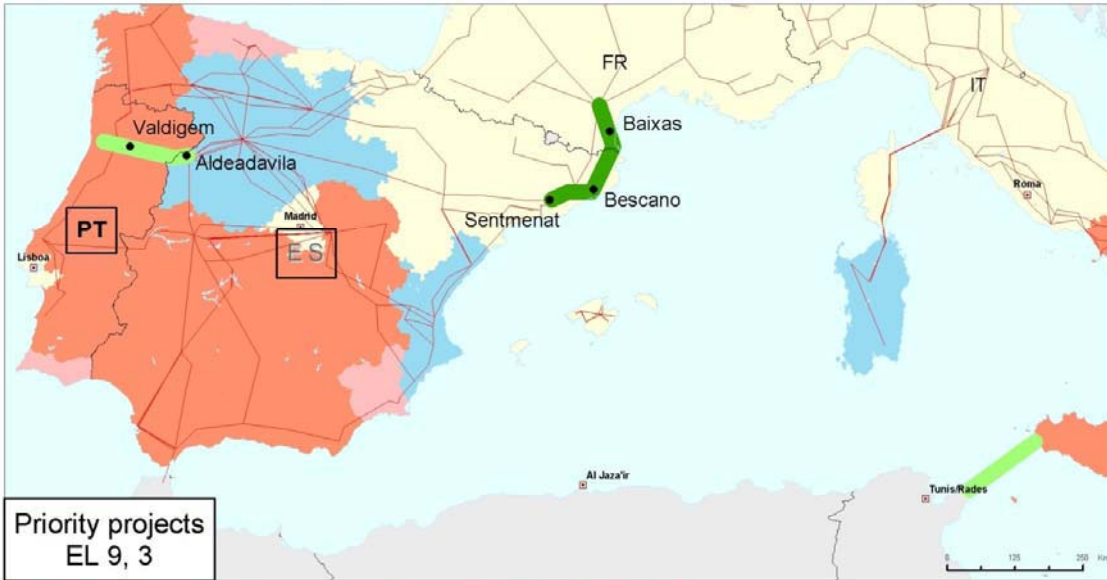 FR
IT
Baixas
Valdigem
Aldeadavila
Bescano
Roma
Sentmenat
Madrid
PT
ES
Lisboa
Al Jaza'ir
Tunis/Rades
Priority projects
EL 9, 3
0 125 250 Km